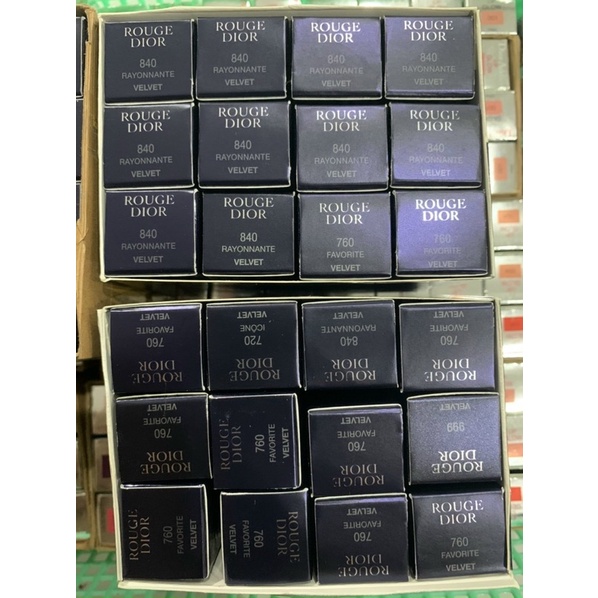 ROUGE
DIOR
840
RAYONNANTE
VELVET
ROUGE
DIOR
840
RAYONNANTE
VELVET
ROUGE
DIOR
840
RAYONNANTE
VELVET
ROUGE
DIOR
840
RAYONNANTE
VELVET
ROUGE
DIOR
840
RAYONNANTE
VELVET
ROUGE
DIOR
840
RAYONNANTE
VELVET
ROUGE
DIOR
840
RAYONNANTE
VELVET
ROUGE
DIOR
840
RAYONNANTE
VELVET
ROUGE
DIOR
840
RAYONNANTE
VELVET
ROUGE
DIOR
840
RAYONNANTE
VELVET
ROUGE
DIOR
760
FAVORITE
VELVET
ROUGE
DIOR
760
FAVORITE
VELVET
ROUGE
DIOR
760
FAVORITE
VELVET
ROUGE
DIOR
720
ICÔNE
VELVET
ROUGE
DIOR
840
RAYONNANTE
VELVET
ROUGE
DIOR
760
FAVORITE
VELVET
ROUGE
DIOR
760
FAVORITE
VELVET
ROUGE
DIOR
760
FAVORITE
VELVET
ROUGE
DIOR
760
FAVORITE
VELVET
ROUGE
DIOR
999
VELVET
ROUGE
DIOR
760
FAVORITE
VELVET
ROUGE
DIOR
760
FAVORITE
VELVET
ROUGE
DIOR
760
FAVORITE
VELVET
ROUGE
DIOR
760
FAVORITE
VELVET